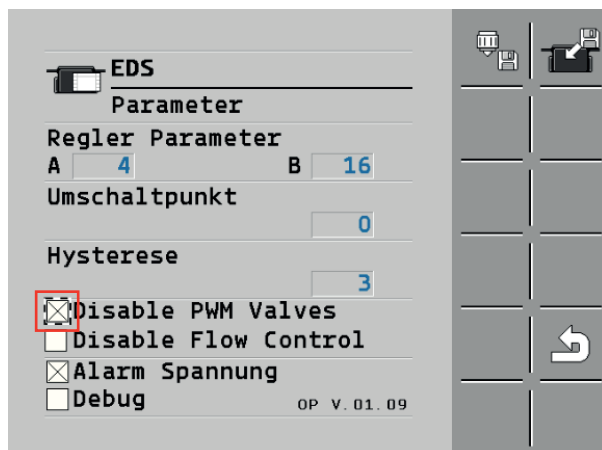 EDS
Parameter
Regler Parameter
A 4 B 16
Umschaltpunkt
0
Hysterese
3
Disable PWM Valves
Disable Flow Control
Alarm Spannung
Debug OP V.01.09